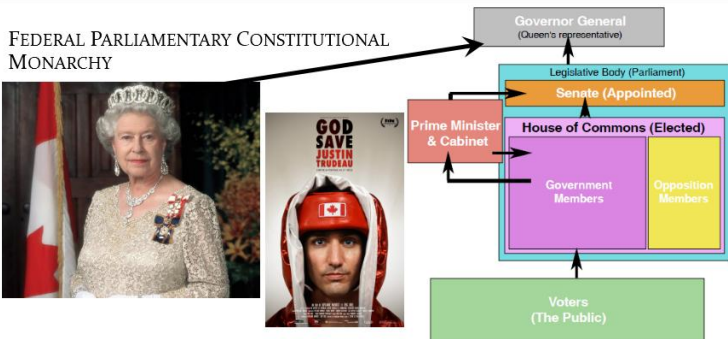 FEDERAL PARLIAMENTARY CONSTITUTIONAL
MONARCHY
GOD
SAVE
JUSTIN
TRUDEAU
Governor General
(Queen's representative)
Legislative Body (Parliament)
Senate (Appointed)
Prime Minister
& Cabinet
House of Commons (Elected)
Government
Members
Opposition
Members
Voters
(The Public)